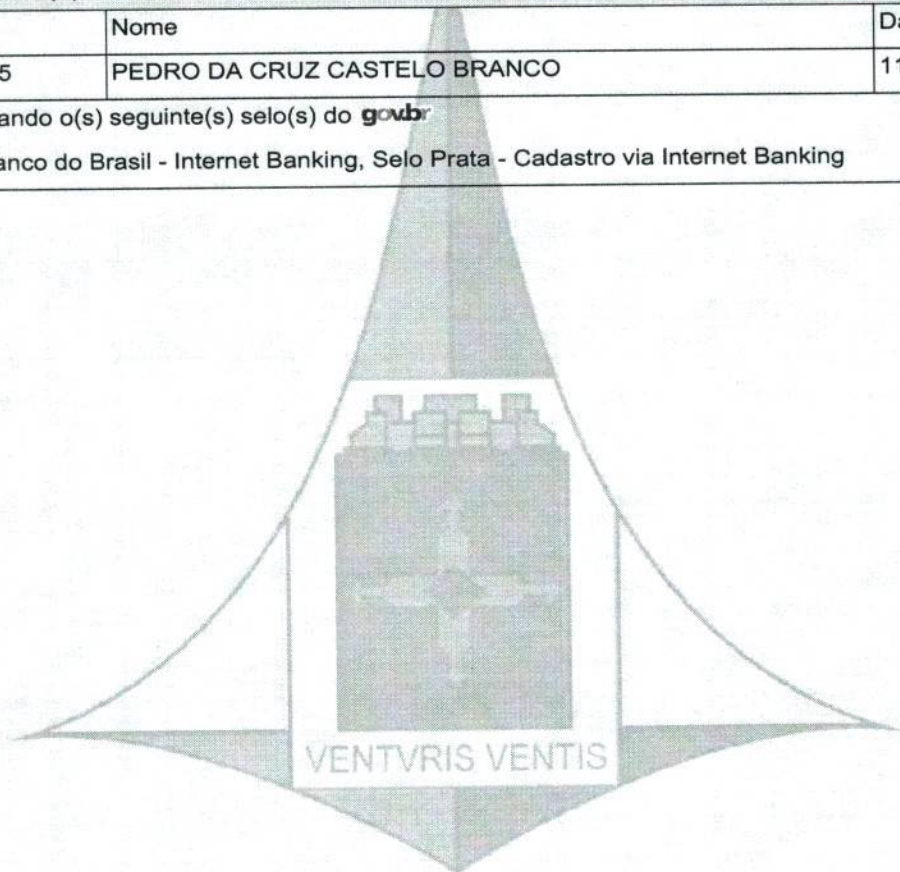 Nome Da
5 PEDRO DA CRUZ CASTELO BRANCO 11
ando o(s) seguinte(s) selo(s) do gov.br
anco do Brasil - Internet Banking, Selo Prata - Cadastro via Internet Banking
VENTVRIS VENTIS